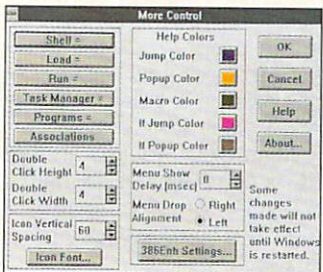 More Control
Shell =
Load =
Run =
Task Manager =
Programs =
Associations
Double
Click Height 4
Double
Click Width 4
Icon Vertical
Spacing 60
Icon Font...
Help Colors
Jump Color
Popup Color
Macro Color
If Jump Color
If Popup Color
Menu Show
Delay (msec) 0
Menu Drop
Alignment
Right
Left
386Enh Settings...
OK
Cancel
Help
About...
Some
changes
made will not
take effect
until Windows
is restarted.